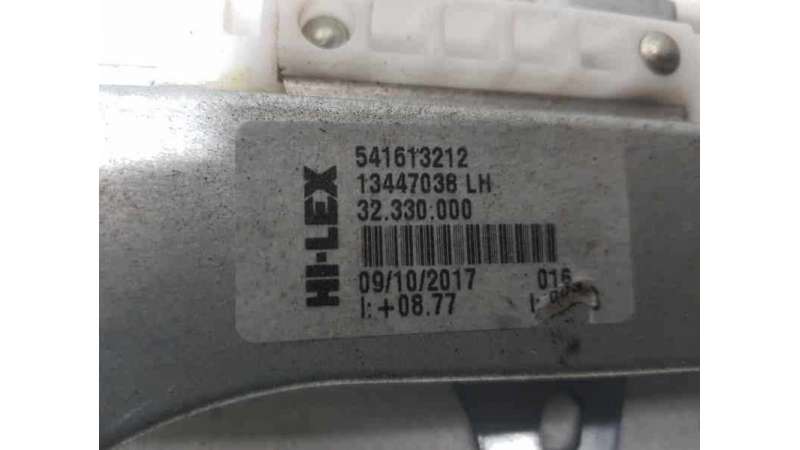 HI-LEX
541613212
13447038 LH
32.330.000
09/10/2017 016
I: +08.77 I: